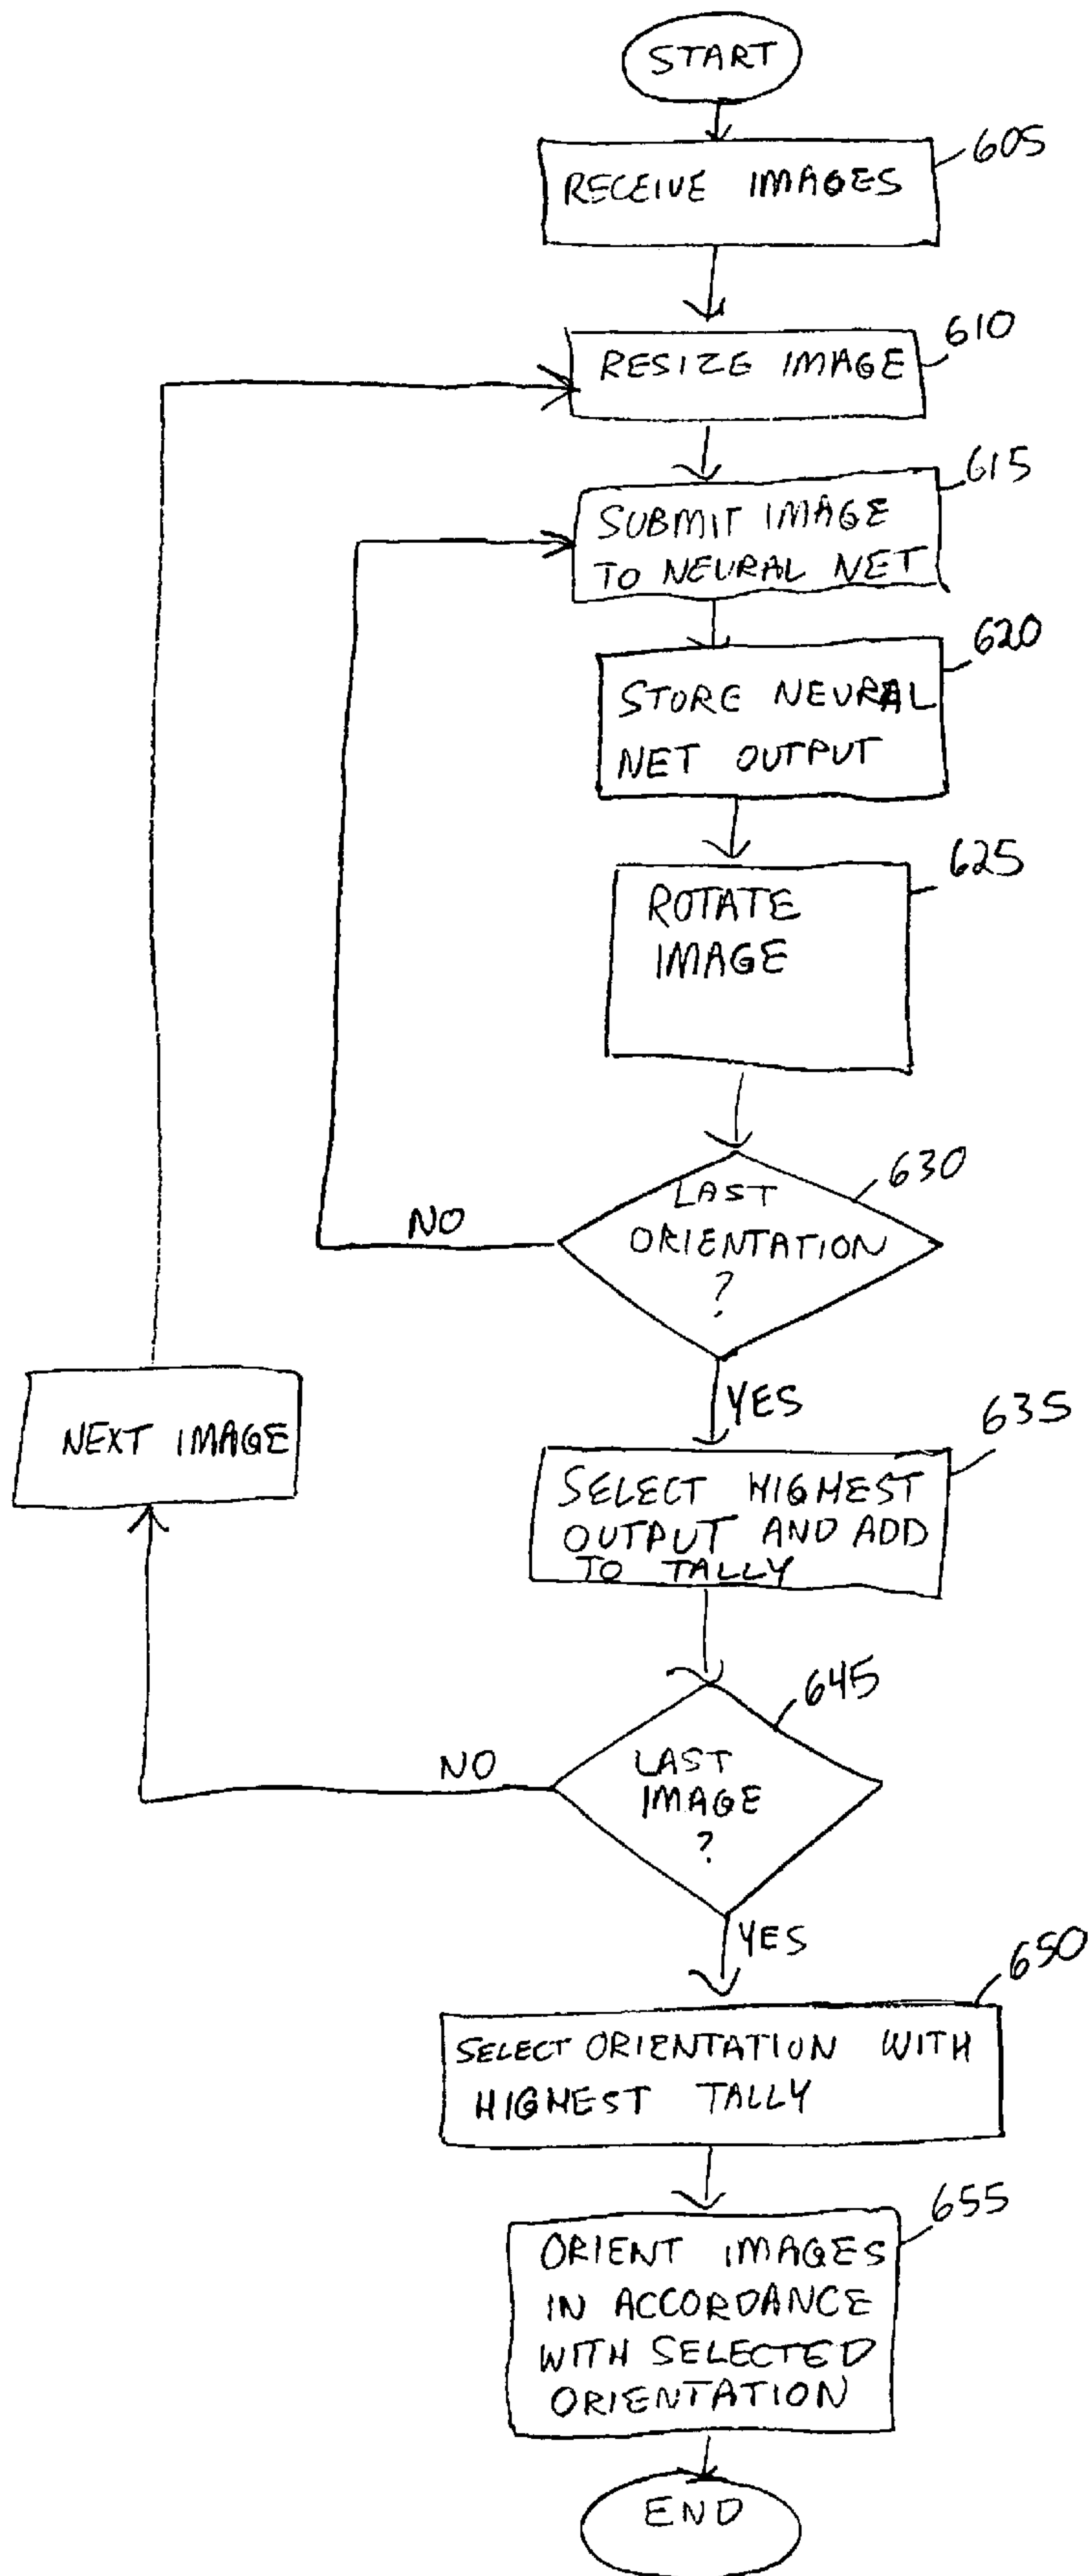 START
605
RECEIVE IMAGES
610
RESIZE IMAGE
615
SUBMIT IMAGE
TO NEURAL NET
620
STORE NEURAL
NET OUTPUT
625
ROTATE
IMAGE
630
LAST
ORIENTATION
?
NO
YES
NEXT IMAGE
635
SELECT HIGHEST
OUTPUT AND ADD
TO TALLY
645
LAST
IMAGE
?
NO
YES
650
SELECT ORIENTATION WITH
HIGHEST TALLY
655
ORIENT IMAGES
IN ACCORDANCE
WITH SELECTED
ORIENTATION
END